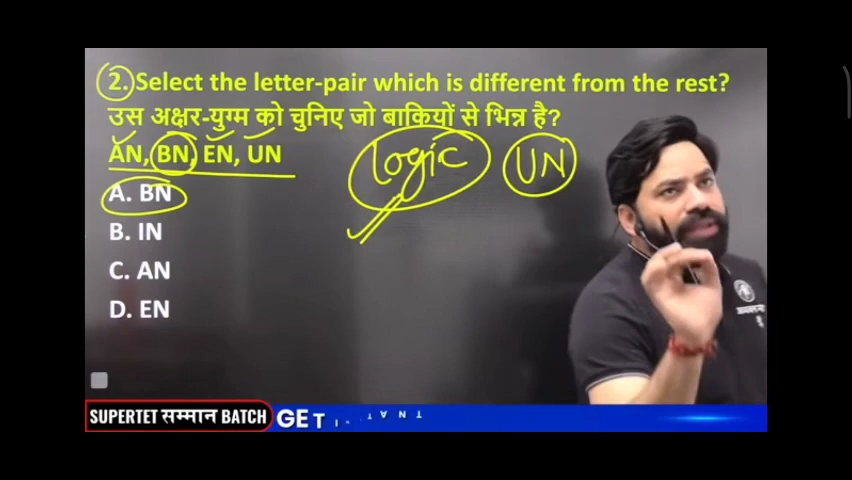 2. Select the letter-pair which is different from the rest?
उस अक्षर-युग्म को चुनिए जो बाकियों से भिन्न है?
AN, BN, EN, UN
Logic UN
A. BN
B. IN
C. AN
D. EN
SUPERTET सम्मान BATCH GET